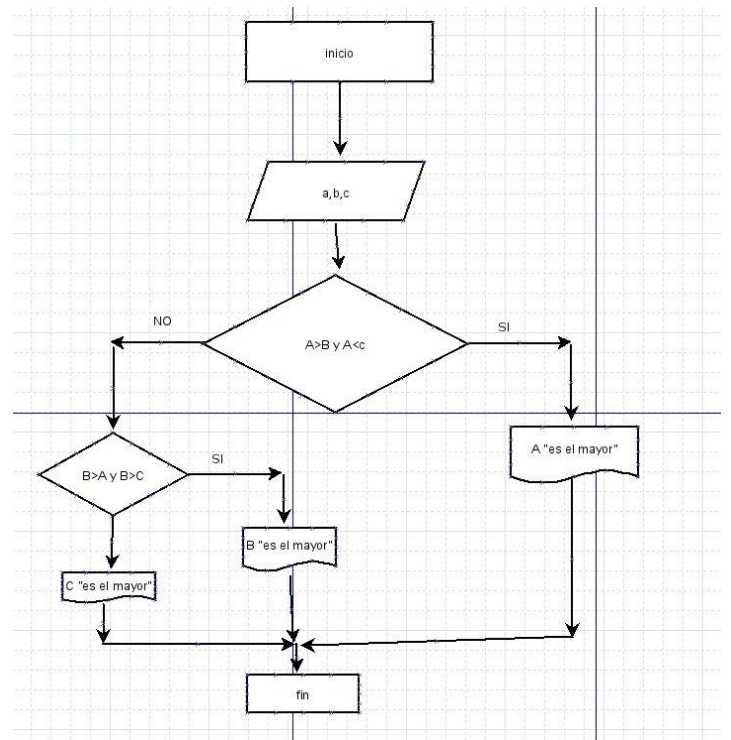 inicio
a,b,c
A>B y A<c
NO
SI
A "es el mayor"
B>A y B>C
SI
B "es el mayor"
C "es el mayor"
fin